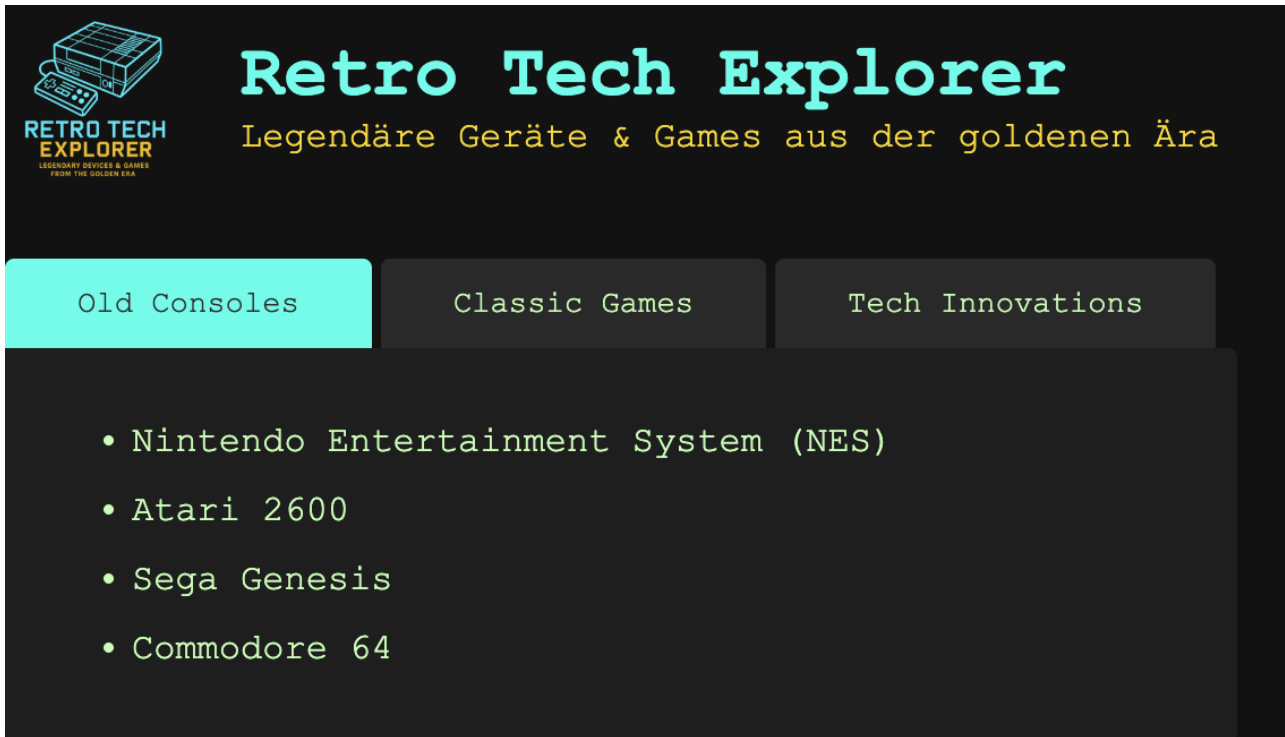 RETRO TECH
EXPLORER
LEGENDARY DEVICES & GAMES
FROM THE GOLDEN ERA
Retro Tech Explorer
Legendäre Geräte & Games aus der goldenen Ära
Old Consoles
Classic Games
Tech Innovations
• Nintendo Entertainment System (NES)
• Atari 2600
• Sega Genesis
• Commodore 64